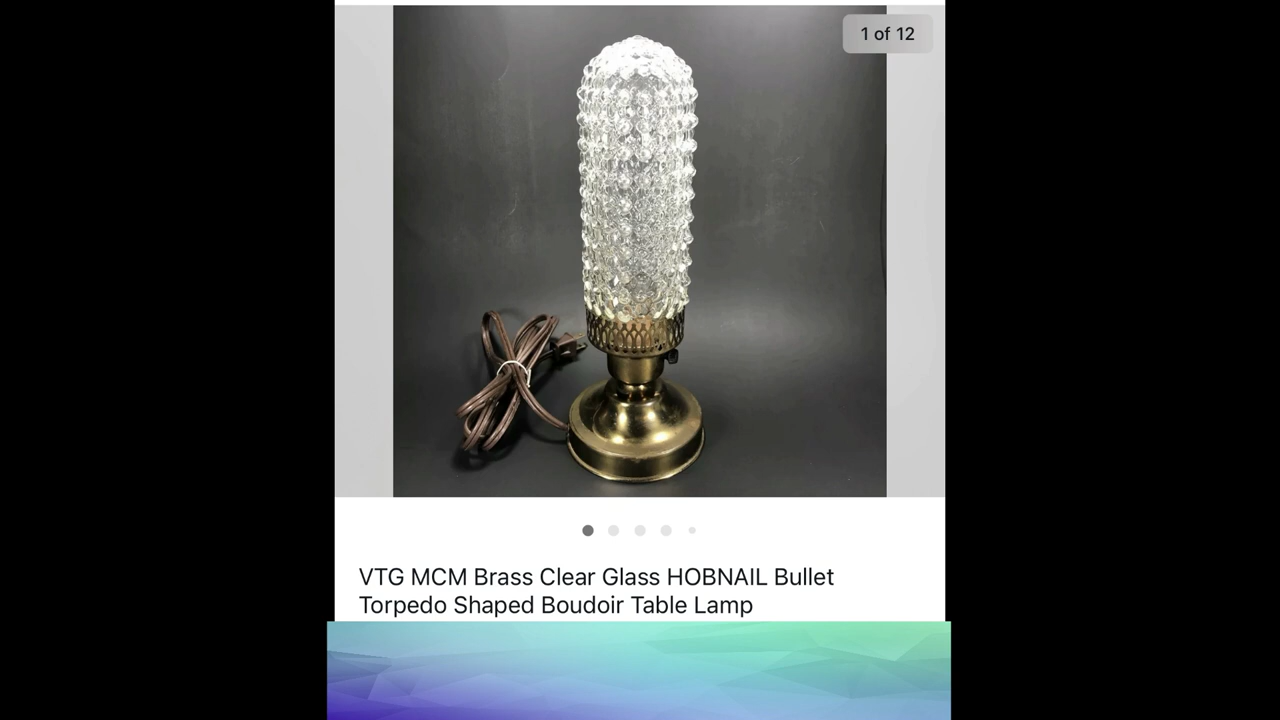 1 of 12
VTG MCM Brass Clear Glass HOBNAIL Bullet
Torpedo Shaped Boudoir Table Lamp